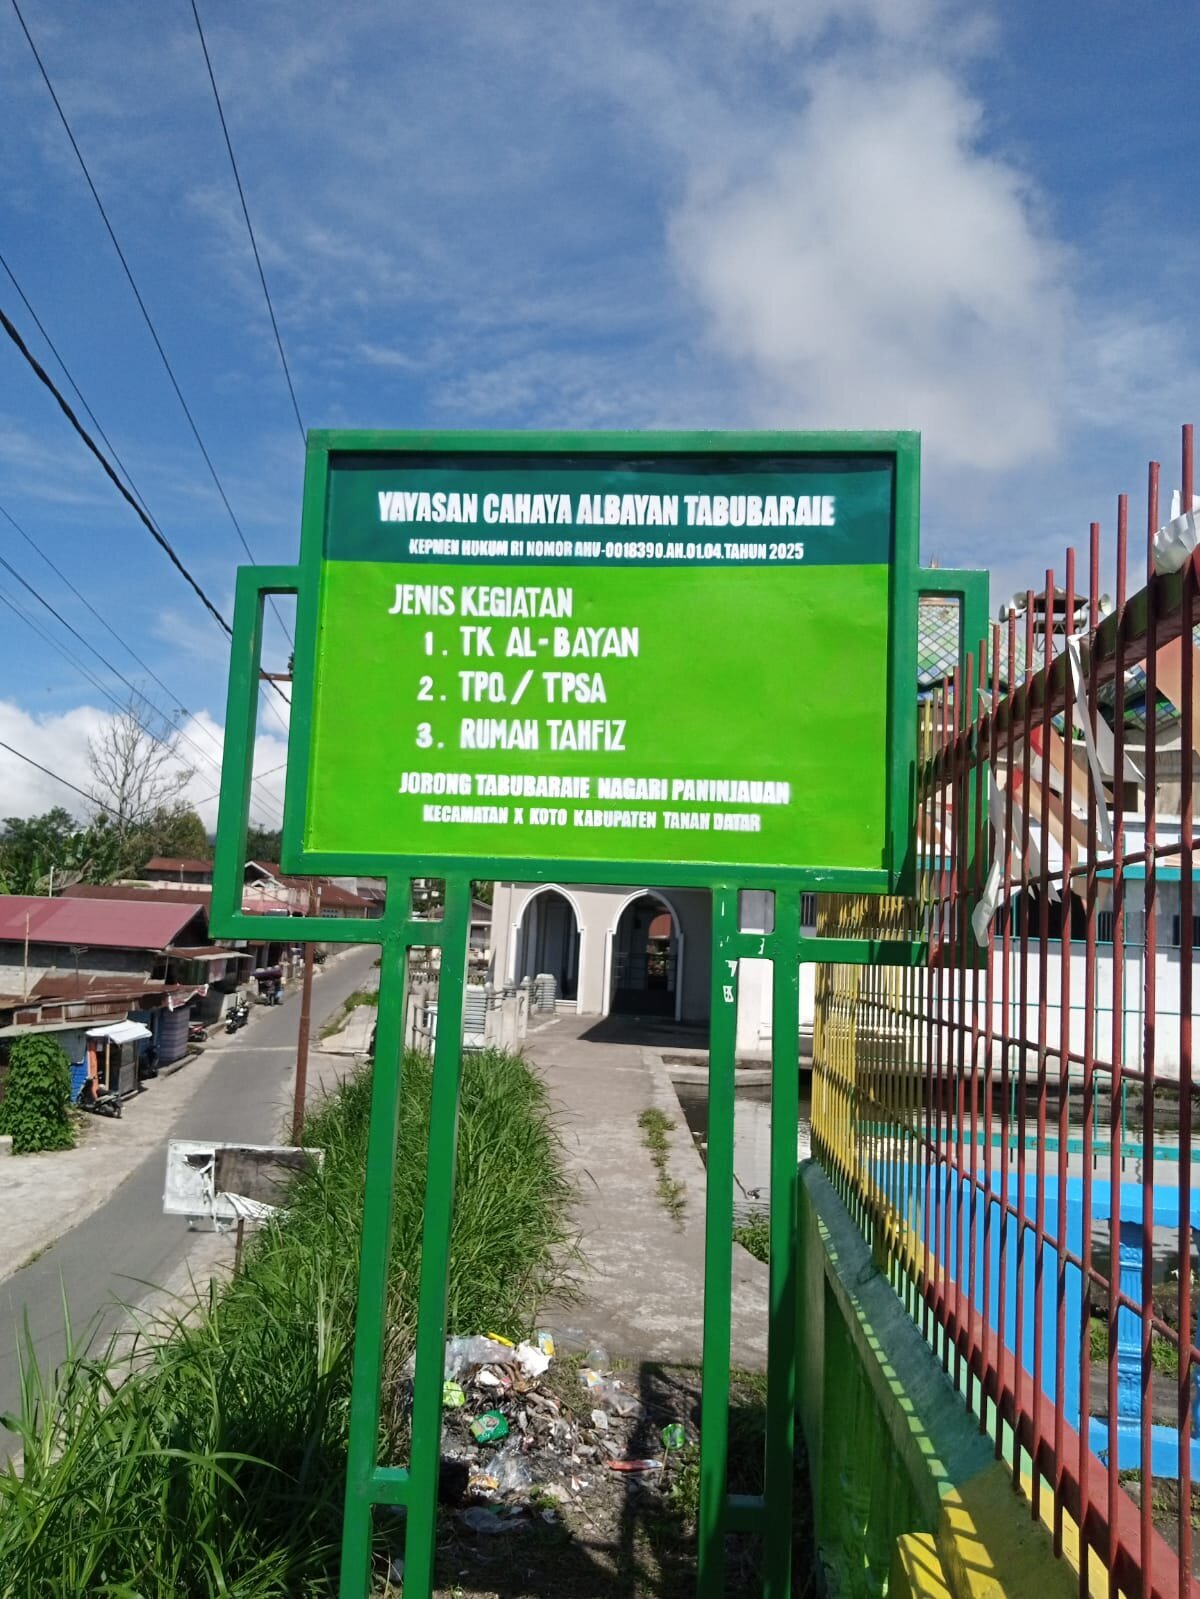 YAYASAN CAHAYA ALBAYAN TABUBARAIE
KEPMEN HUKUM RI NOMOR AHU-0018390.AH.01.04.TAHUN 2025
JENIS KEGIATAN
1. TK AL-BAYAN
2. TPQ / TPSA
3. RUMAH TAHFIZ
JORONG TABUBARAIE NAGARI PANINJAUAN
KECAMATAN X KOTO KABUPATEN TANAH DATAR